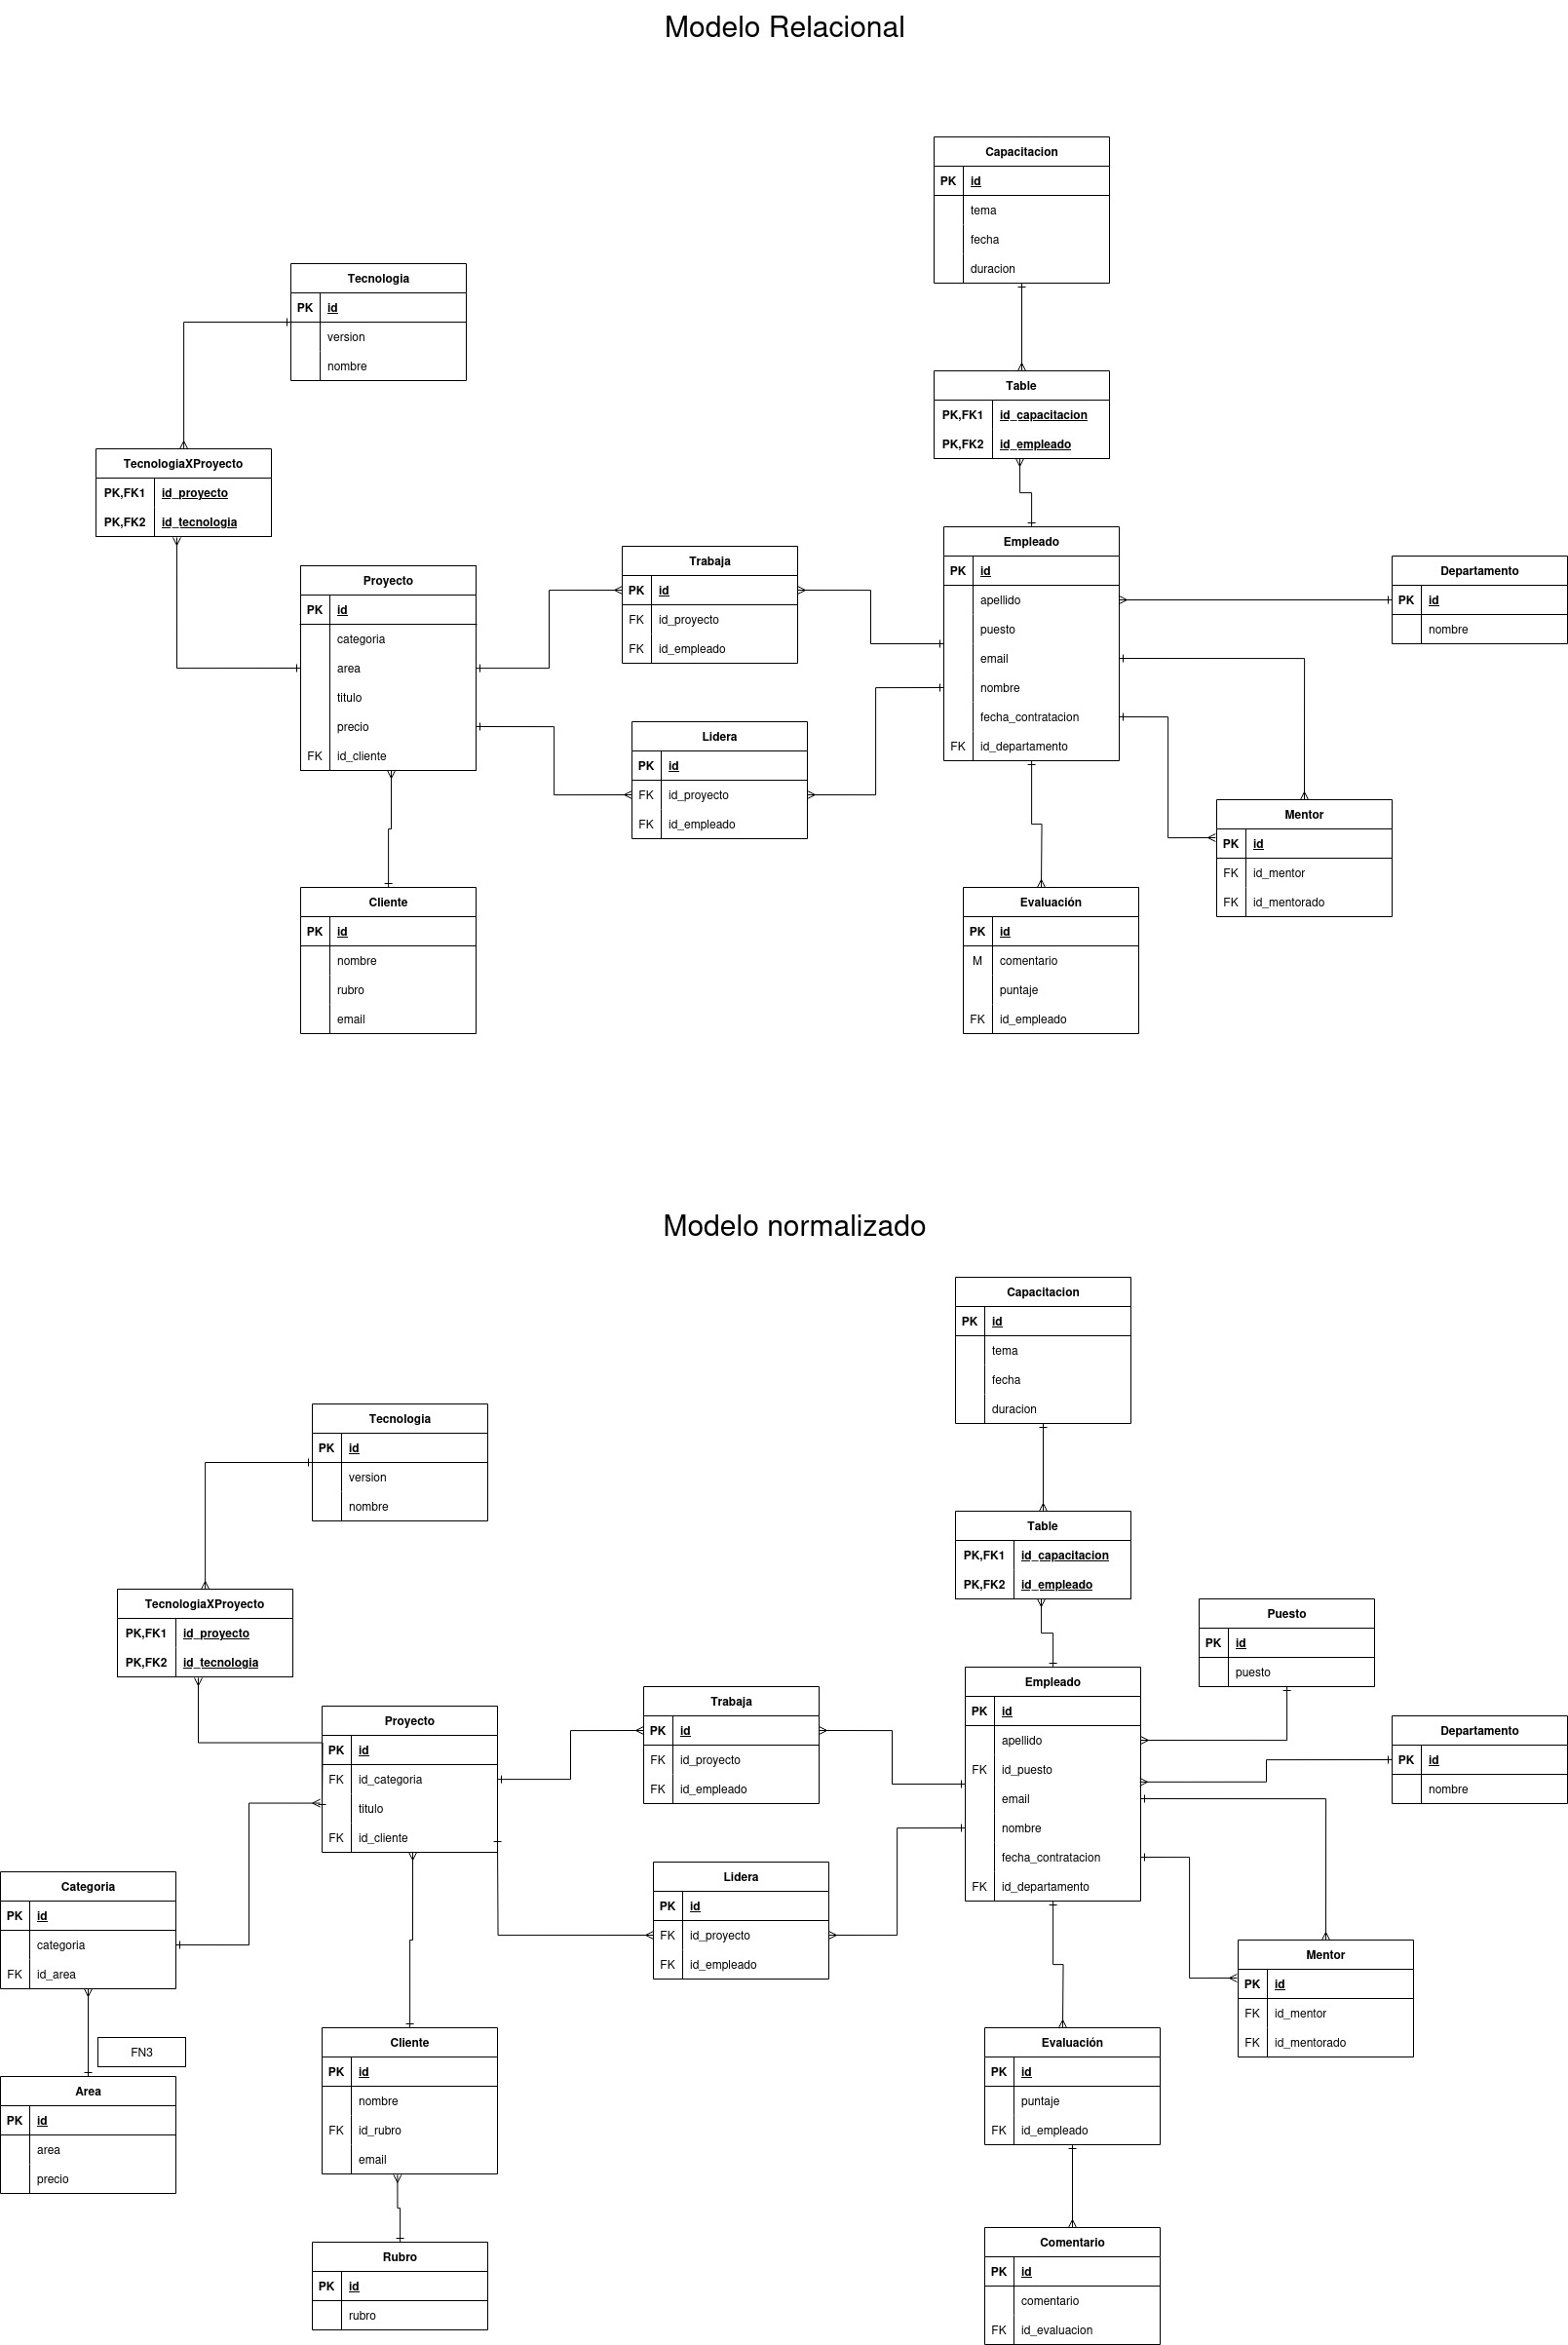 Modelo Relacional
Capacitacion
PK id
tema
fecha
duracion
Tecnologia
PK id
version
nombre
Table
PK,FK1 id_capacitacion
PK,FK2 id_empleado
TecnologiaXProyecto
PK,FK1 id_proyecto
PK,FK2 id_tecnologia
Empleado
PK id
apellido
puesto
email
nombre
fecha_contratacion
FK id_departamento
Trabaja
PK id
FK id_proyecto
FK id_empleado
Departamento
PK id
nombre
Proyecto
PK id
categoria
area
titulo
precio
FK id_cliente
Lidera
PK id
FK id_proyecto
FK id_empleado
Mentor
PK id
FK id_mentor
FK id_mentorado
Cliente
PK id
nombre
rubro
email
Evaluación
PK id
M comentario
puntaje
FK id_empleado
Modelo normalizado
Capacitacion
PK id
tema
fecha
duracion
Tecnologia
PK id
version
nombre
Table
PK,FK1 id_capacitacion
PK,FK2 id_empleado
TecnologiaXProyecto
PK,FK1 id_proyecto
PK,FK2 id_tecnologia
Puesto
PK id
puesto
Empleado
PK id
apellido
FK id_puesto
email
nombre
fecha_contratacion
FK id_departamento
Trabaja
PK id
FK id_proyecto
FK id_empleado
Proyecto
PK id
FK id_categoria
titulo
FK id_cliente
Departamento
PK id
nombre
Lidera
PK id
FK id_proyecto
FK id_empleado
Categoria
PK id
categoria
FK id_area
Mentor
PK id
FK id_mentor
FK id_mentorado
FN3
Cliente
PK id
nombre
FK id_rubro
email
Evaluación
PK id
puntaje
FK id_empleado
Area
PK id
area
precio
Comentario
PK id
comentario
FK id_evaluacion
Rubro
PK id
rubro